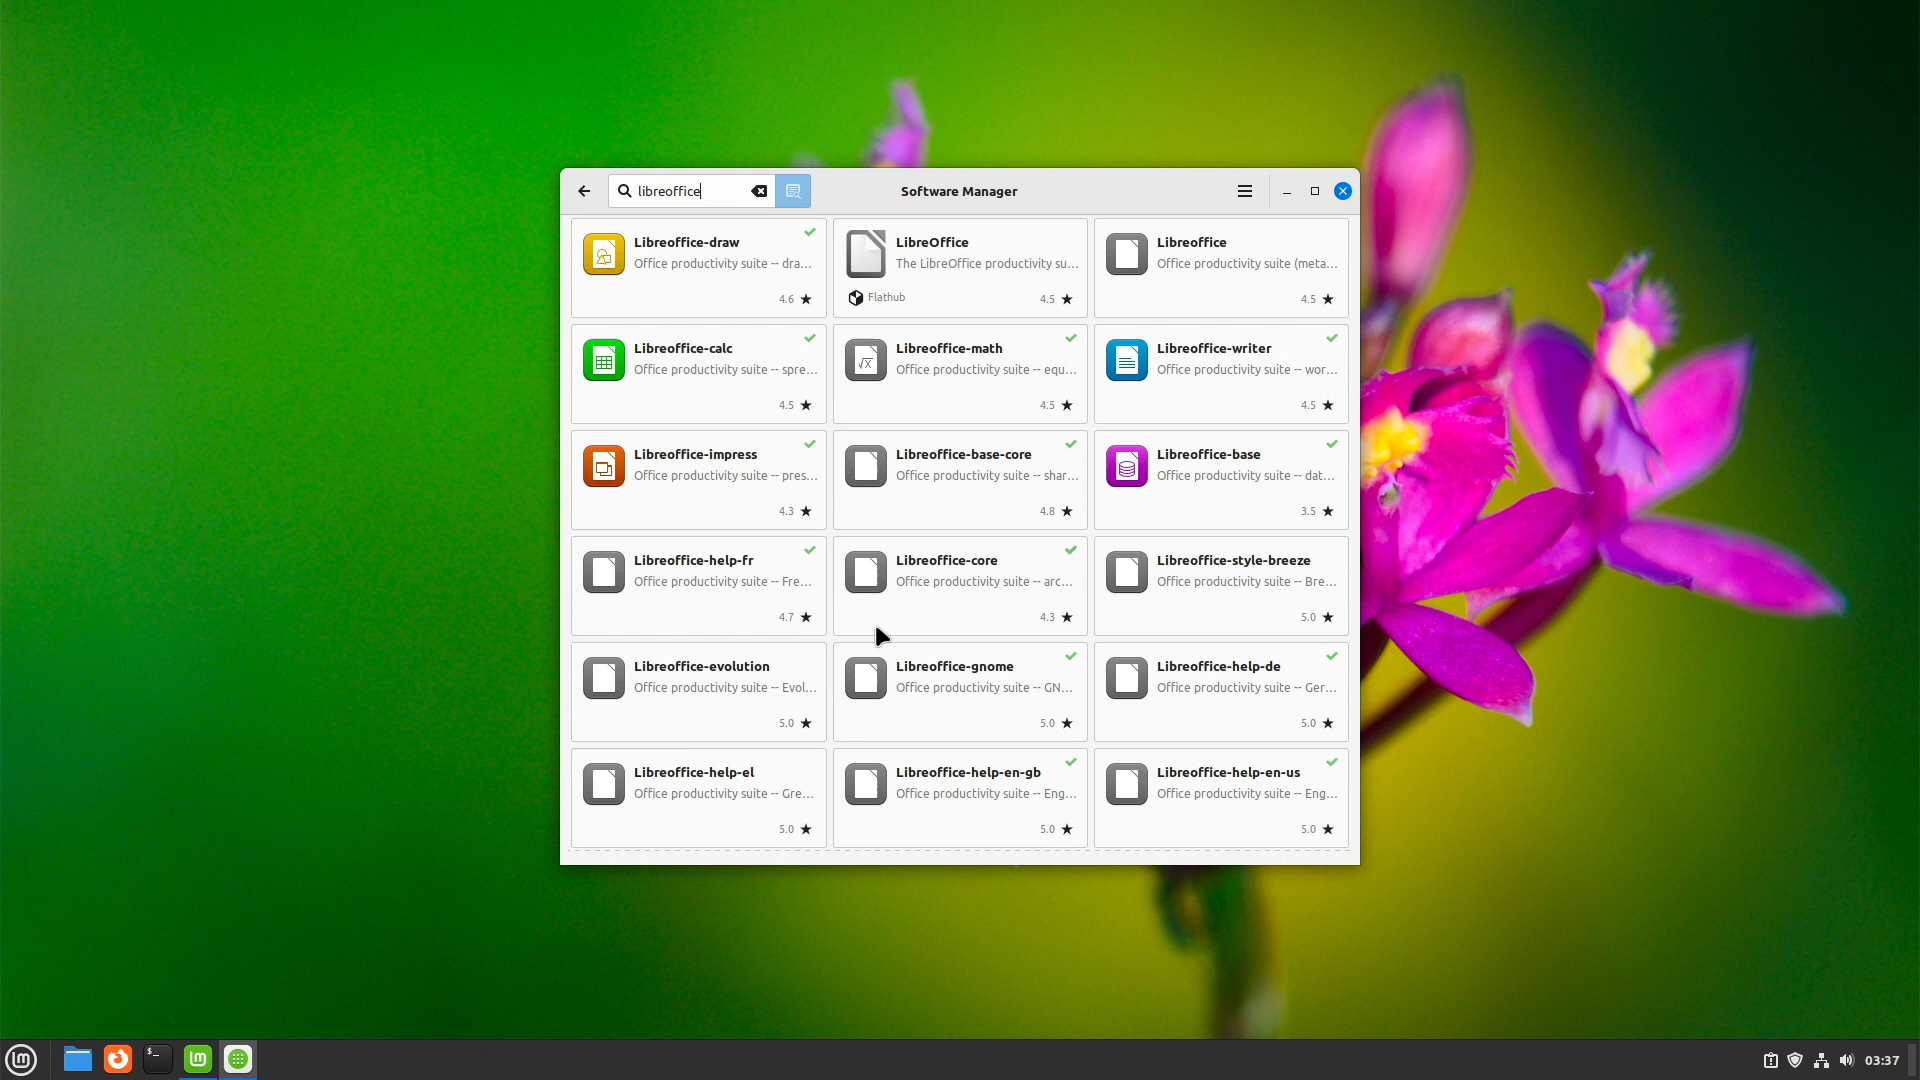 libreoffice
Software Manager
Libreoffice-draw
Office productivity suite -- dra...
4.6
LibreOffice
The LibreOffice productivity su...
Flathub
4.5
Libreoffice
Office productivity suite (meta...
4.5
Libreoffice-calc
Office productivity suite -- spre...
4.5
Libreoffice-math
Office productivity suite -- equ...
4.5
Libreoffice-writer
Office productivity suite -- wor...
4.5
Libreoffice-impress
Office productivity suite -- pres...
4.3
Libreoffice-base-core
Office productivity suite -- shar...
4.8
Libreoffice-base
Office productivity suite -- dat...
3.5
Libreoffice-help-fr
Office productivity suite -- Fre...
4.7
Libreoffice-core
Office productivity suite -- arc...
4.3
Libreoffice-style-breeze
Office productivity suite -- Bre...
5.0
Libreoffice-evolution
Office productivity suite -- Evol...
5.0
Libreoffice-gnome
Office productivity suite -- GN...
5.0
Libreoffice-help-de
Office productivity suite -- Ger...
5.0
Libreoffice-help-el
Office productivity suite -- Gre...
5.0
Libreoffice-help-en-gb
Office productivity suite -- Eng...
5.0
Libreoffice-help-en-us
Office productivity suite -- Eng...
5.0
03:37